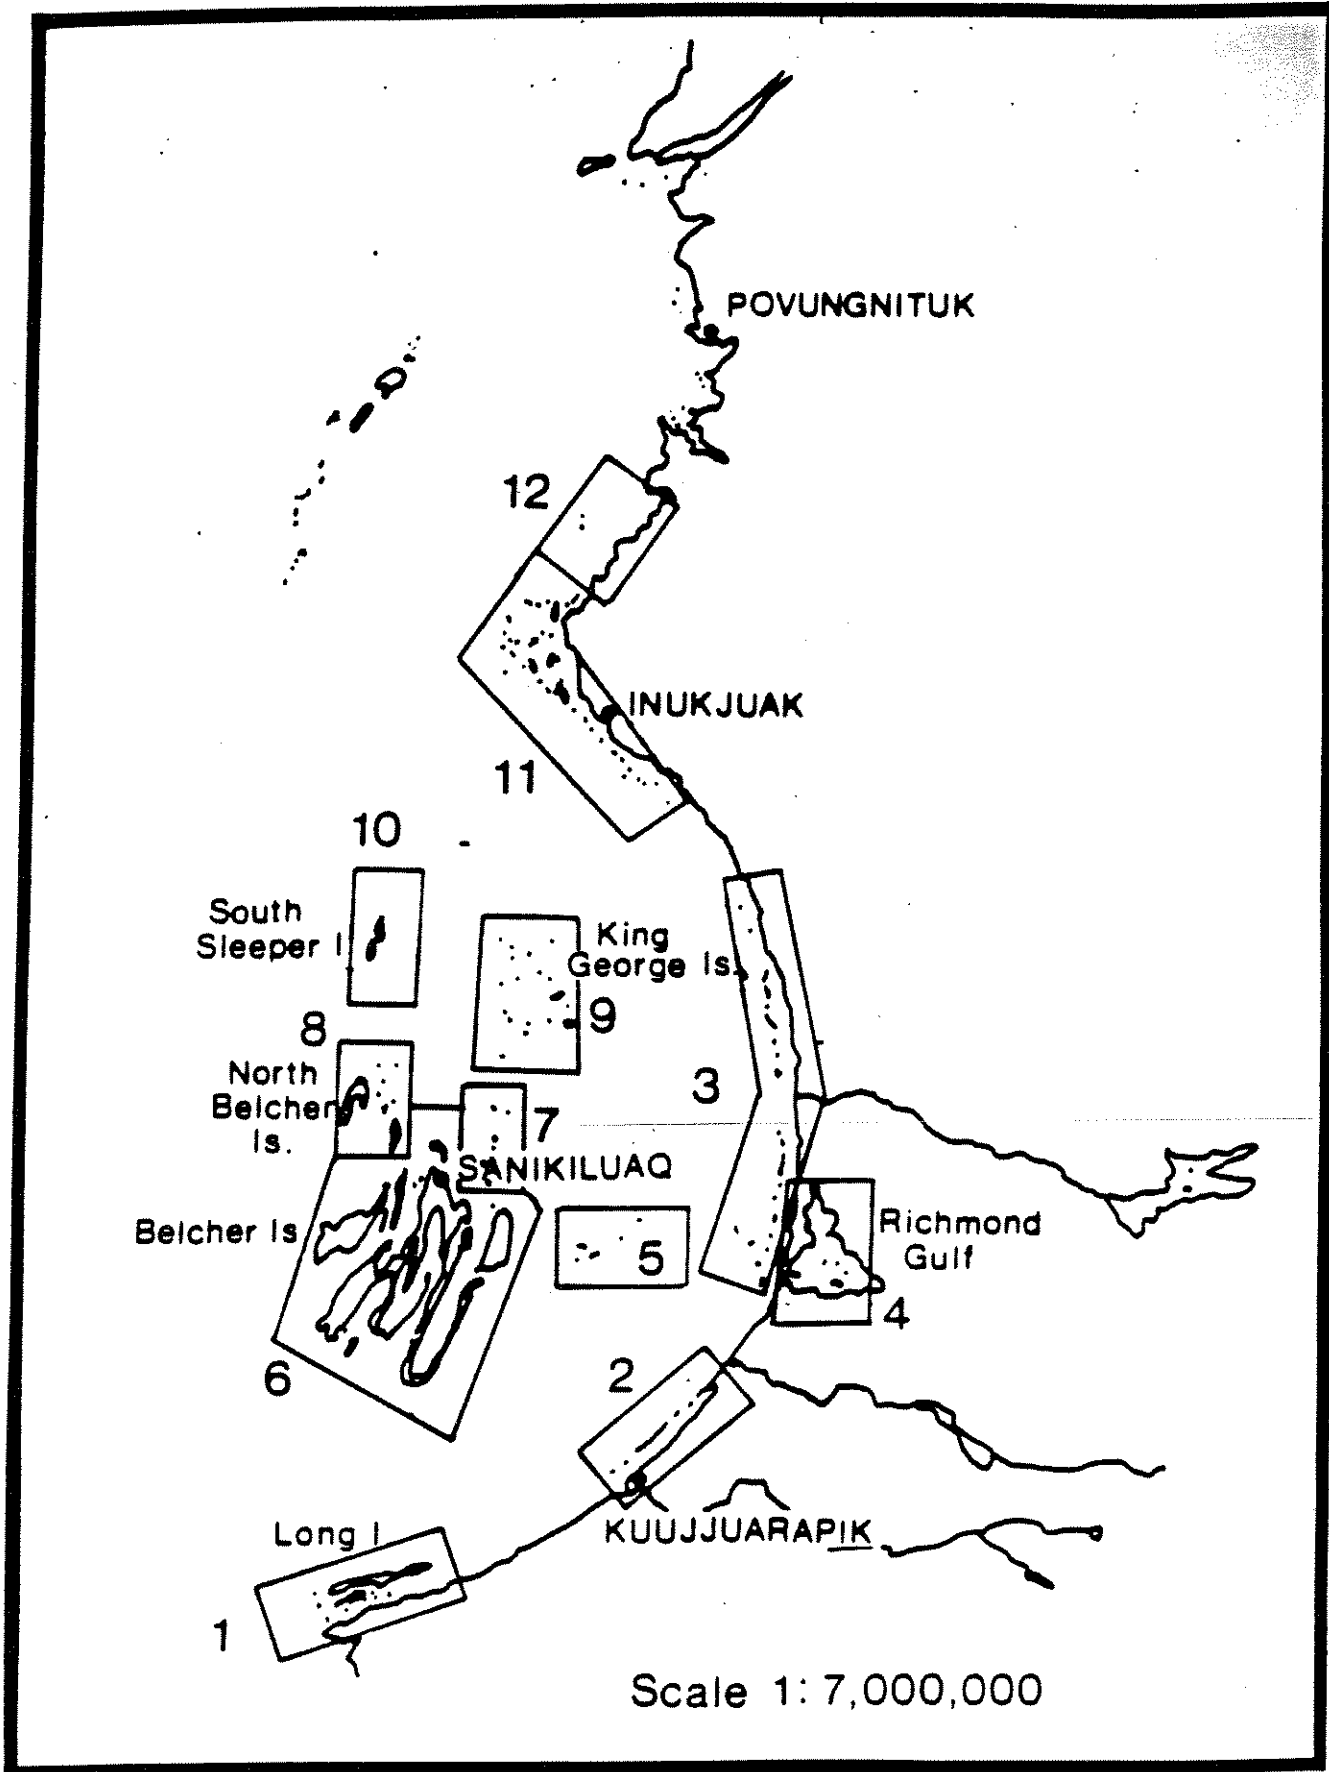 POVUNGNITUK
12
INUKJUAK
11
10
South
Sleeper I
King
George Is.
9
8
North
Belcher
Is.
3
7
SANIKILUAQ
Belcher Is
Richmond
Gulf
5
4
6
2
Long I
KUUJJUARAPIK
1
Scale 1: 7,000,000